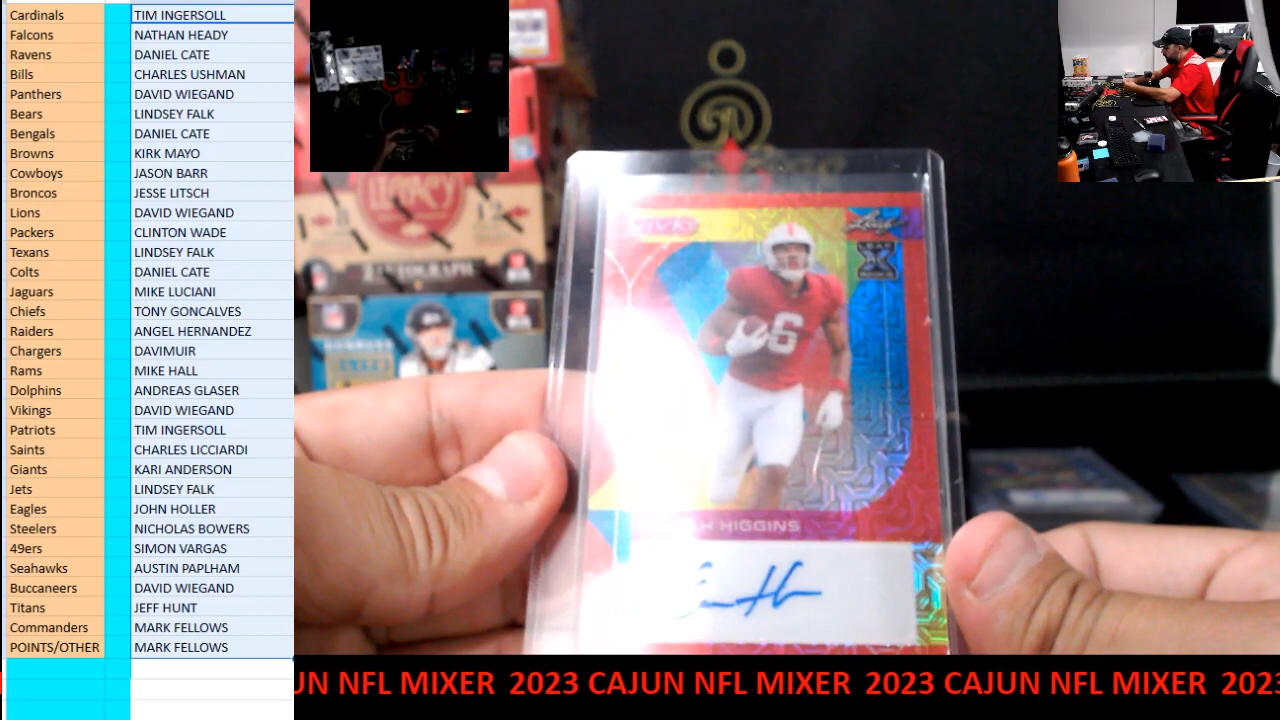 Cardinals TIM INGERSOLL
Falcons NATHAN HEADY
Ravens DANIEL CATE
Bills CHARLES USHMAN
Panthers DAVID WIEGAND
Bears LINDSEY FALK
Bengals DANIEL CATE
Browns KIRK MAYO
Cowboys JASON BARR
Broncos JESSE LITSCH
Lions DAVID WIEGAND
Packers CLINTON WADE
Texans LINDSEY FALK
Colts DANIEL CATE
Jaguars MIKE LUCIANI
Chiefs TONY GONCALVES
Raiders ANGEL HERNANDEZ
Chargers DAVIMUIR
Rams MIKE HALL
Dolphins ANDREAS GLASER
Vikings DAVID WIEGAND
Patriots TIM INGERSOLL
Saints CHARLES LICCIARDI
Giants KARI ANDERSON
Jets LINDSEY FALK
Eagles JOHN HOLLER
Steelers NICHOLAS BOWERS
49ers SIMON VARGAS
Seahawks AUSTIN PAPLHAM
Buccaneers DAVID WIEGAND
Titans JEFF HUNT
Commanders MARK FELLOWS
POINTS/OTHER MARK FELLOWS
LEGACY
Leaf
LEAF
6
AH HIGGINS
UN NFL MIXER 2023 CAJUN NFL MIXER 2023 CAJUN NFL MIXER 2023